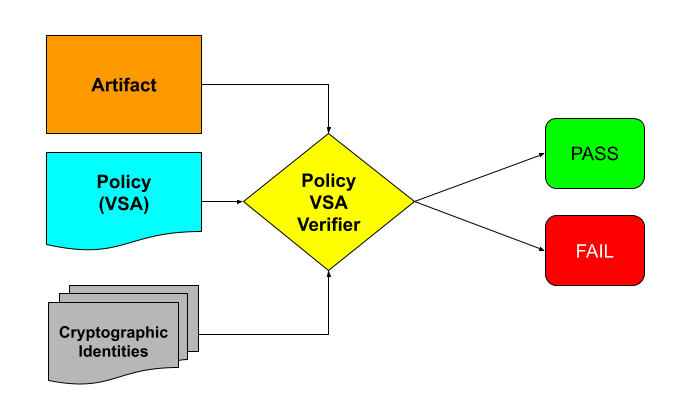 Artifact
Policy
(VSA)
Cryptographic
Identities
Policy
VSA
Verifier
PASS
FAIL